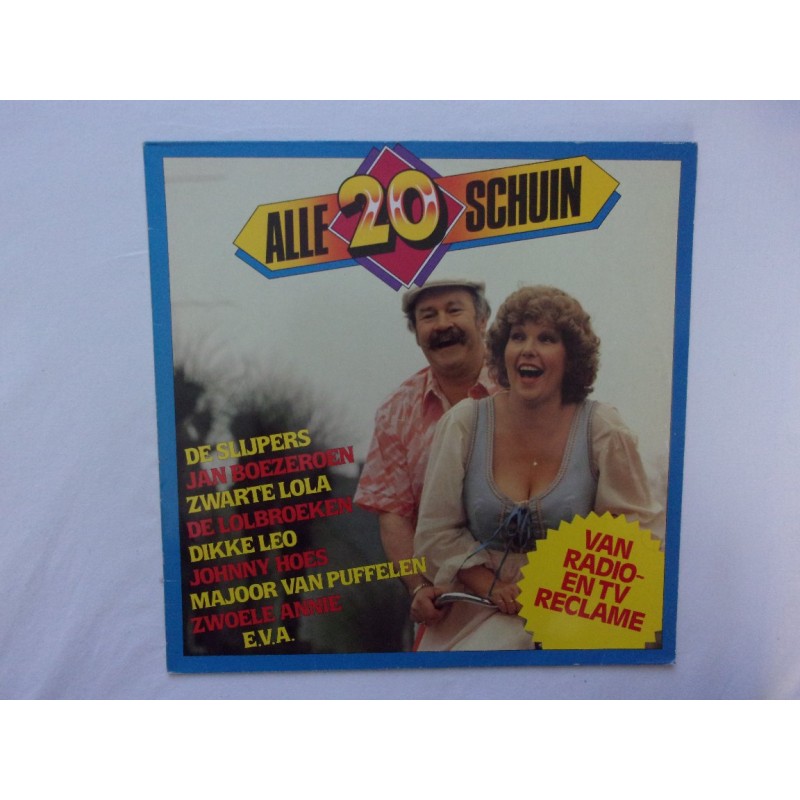 ALLE 20 SCHUIN
DE SLIJPERS
JAN BOEZEROEN
ZWARTE LOLA
DE LOLBROEKEN
DIKKE LEO
JOHNNY HOES
MAJOOR VAN PUFFELEN
ZWOELE ANNIE
E.V.A.
VAN
RADIO-
EN TV
RECLAME